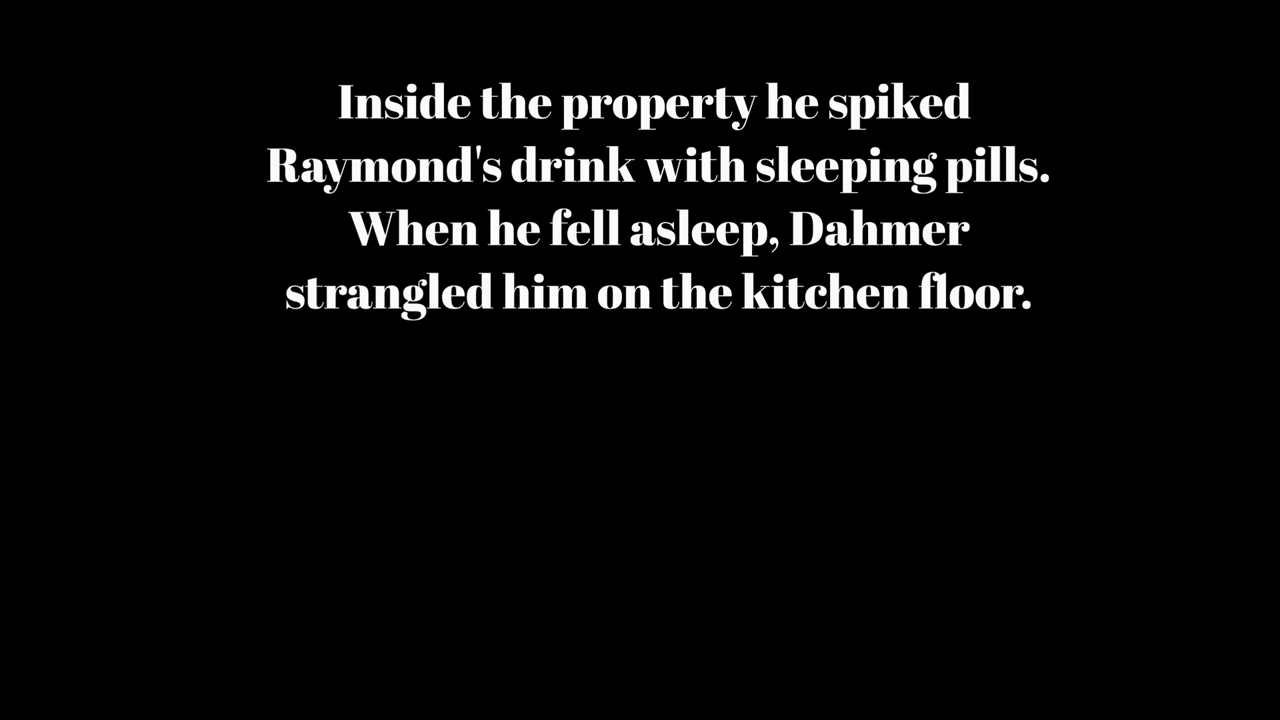 Inside the property he spiked
Raymond's drink with sleeping pills.
When he fell asleep, Dahmer
strangled him on the kitchen floor.